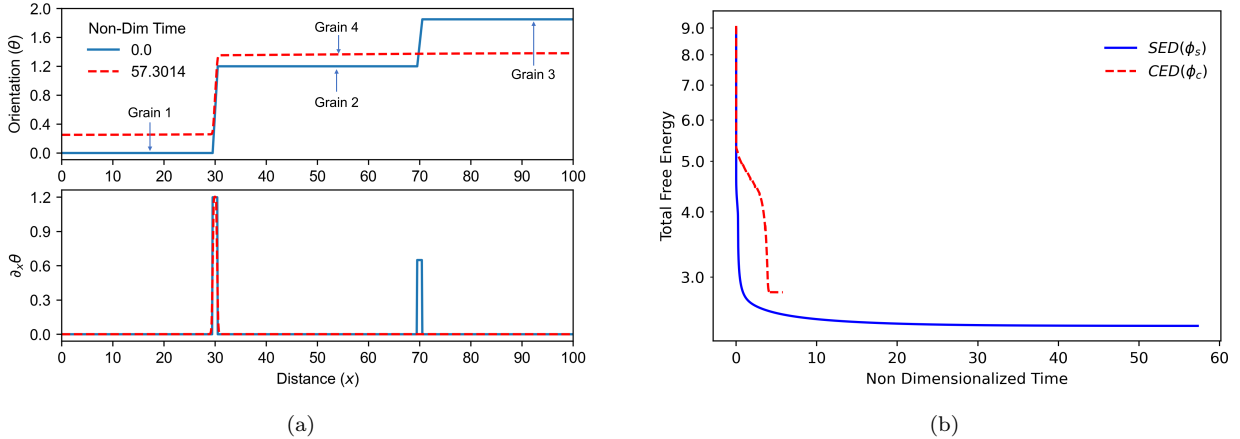 2.0
1.6
1.2
0.8
0.4
0.0
Orientation (θ)
Non-Dim Time
0.0
57.3014
Grain 1
Grain 4
Grain 2
Grain 3
0 10 20 30 40 50 60 70 80 90 100
1.2
0.9
0.6
0.3
0.0
∂ₓθ
0 10 20 30 40 50 60 70 80 90 100
Distance (x)
(a)
9.0
8.0
7.0
6.0
5.0
4.0
3.0
Total Free Energy
SED(ϕₛ)
CED(ϕ_c)
0 10 20 30 40 50 60
Non Dimensionalized Time
(b)